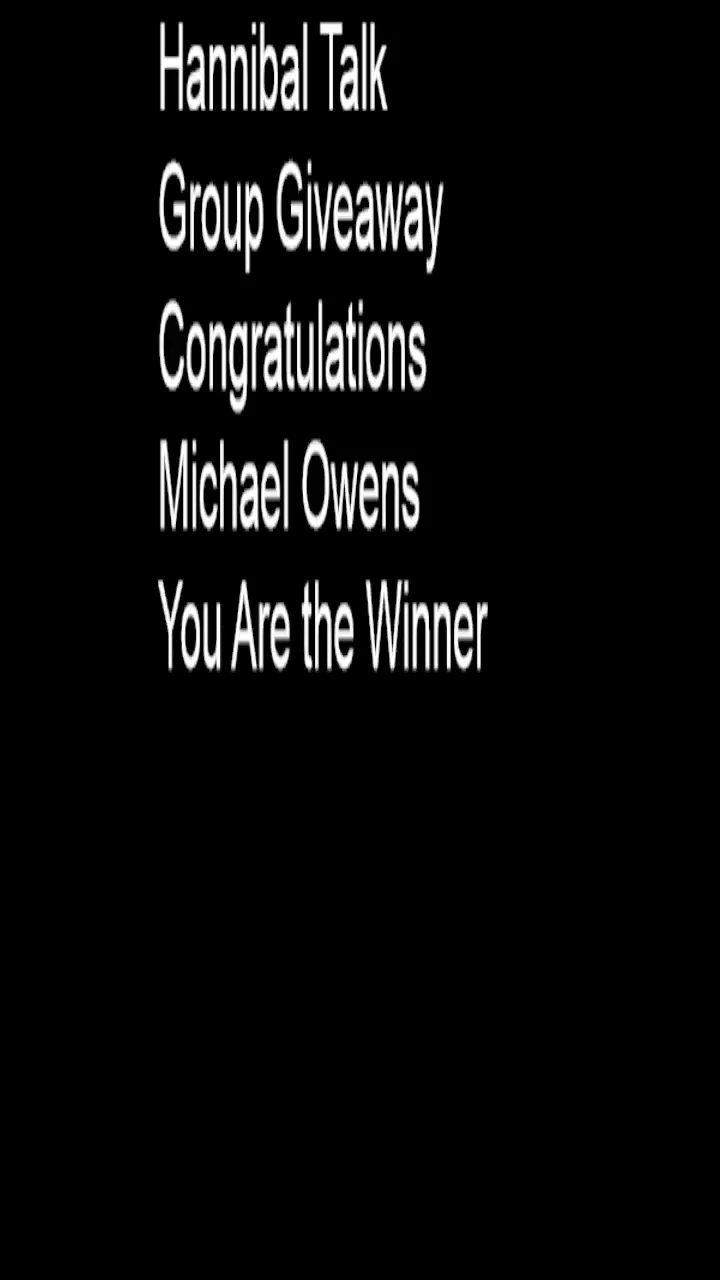 Hannibal Talk
Group Giveaway
Congratulations
Michael Owens
You Are the Winner